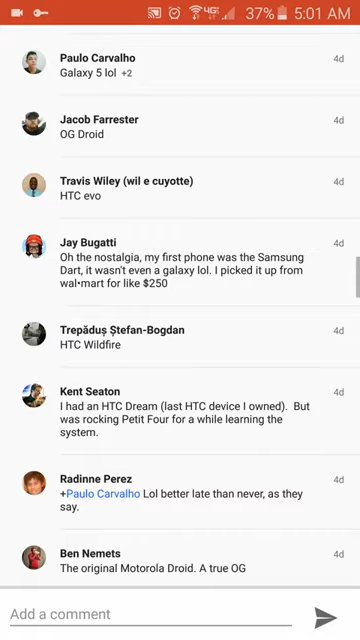 4G LTE 37% 5:01 AM
Paulo Carvalho 4d
Galaxy 5 lol +2
Jacob Farrester 4d
OG Droid
Travis Wiley (wil e cuyotte) 4d
HTC evo
Jay Bugatti 4d
Oh the nostalgia, my first phone was the Samsung
Dart, it wasn't even a galaxy lol. I picked it up from
wal•mart for like $250
Trepăduș Ștefan-Bogdan 4d
HTC Wildfire
Kent Seaton 4d
I had an HTC Dream (last HTC device I owned).  But
was rocking Petit Four for a while learning the
system.
Radinne Perez 4d
+Paulo Carvalho Lol better late than never, as they
say.
Ben Nemets 4d
The original Motorola Droid. A true OG
Add a comment